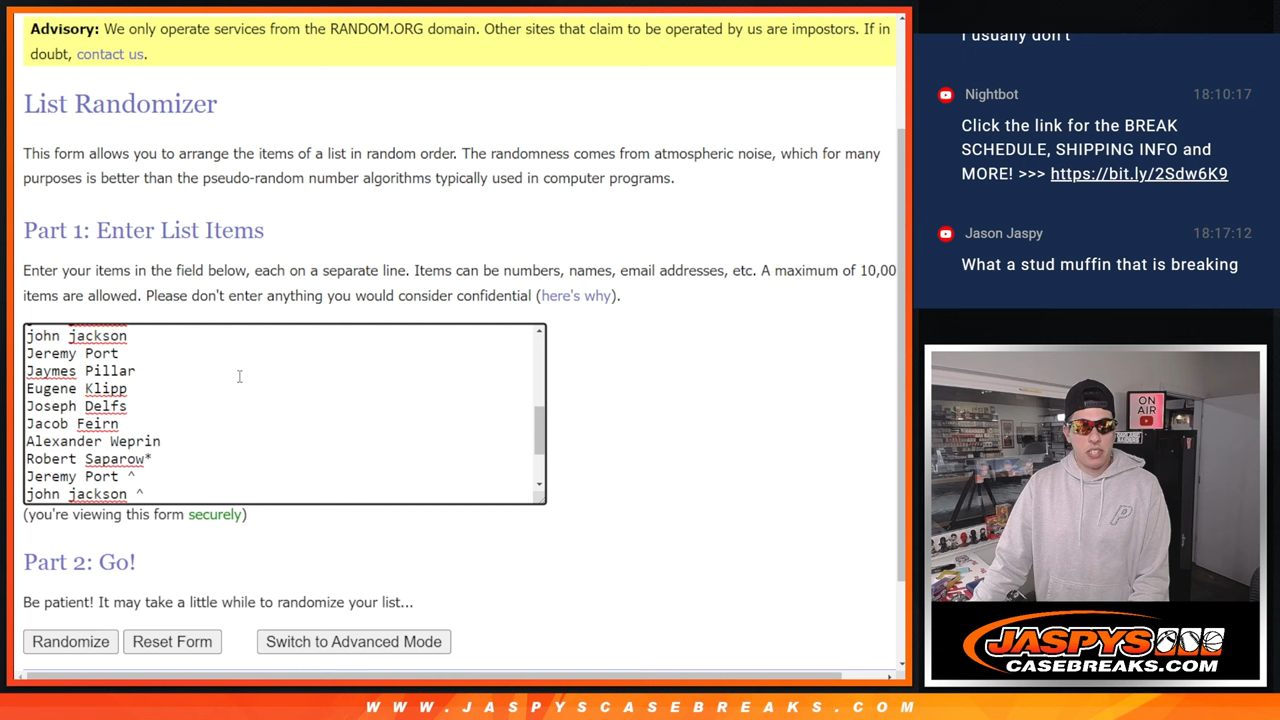 Advisory: We only operate services from the RANDOM.ORG domain. Other sites that claim to be operated by us are impostors. If in
doubt, contact us.
List Randomizer
This form allows you to arrange the items of a list in random order. The randomness comes from atmospheric noise, which for many
purposes is better than the pseudo-random number algorithms typically used in computer programs.
Part 1: Enter List Items
Enter your items in the field below, each on a separate line. Items can be numbers, names, email addresses, etc. A maximum of 10,00
items are allowed. Please don't enter anything you would consider confidential (here's why).
john jackson
Jeremy Port
Jaymes Pillar
Eugene Klipp
Joseph Delfs
Jacob Feirn
Alexander Weprin
Robert Saparow*
Jeremy Port ^
john jackson ^
(you're viewing this form securely)
Part 2: Go!
Be patient! It may take a little while to randomize your list...
Randomize
Reset Form
Switch to Advanced Mode
I usually don't
Nightbot 18:10:17
Click the link for the BREAK
SCHEDULE, SHIPPING INFO and
MORE! >>> https://bit.ly/2Sdw6K9
Jason Jaspy 18:17:12
What a stud muffin that is breaking
ON
AIR
JASPYS
CASEBREAKS.COM
WWW.JASPYSCASEBREAKS.COM